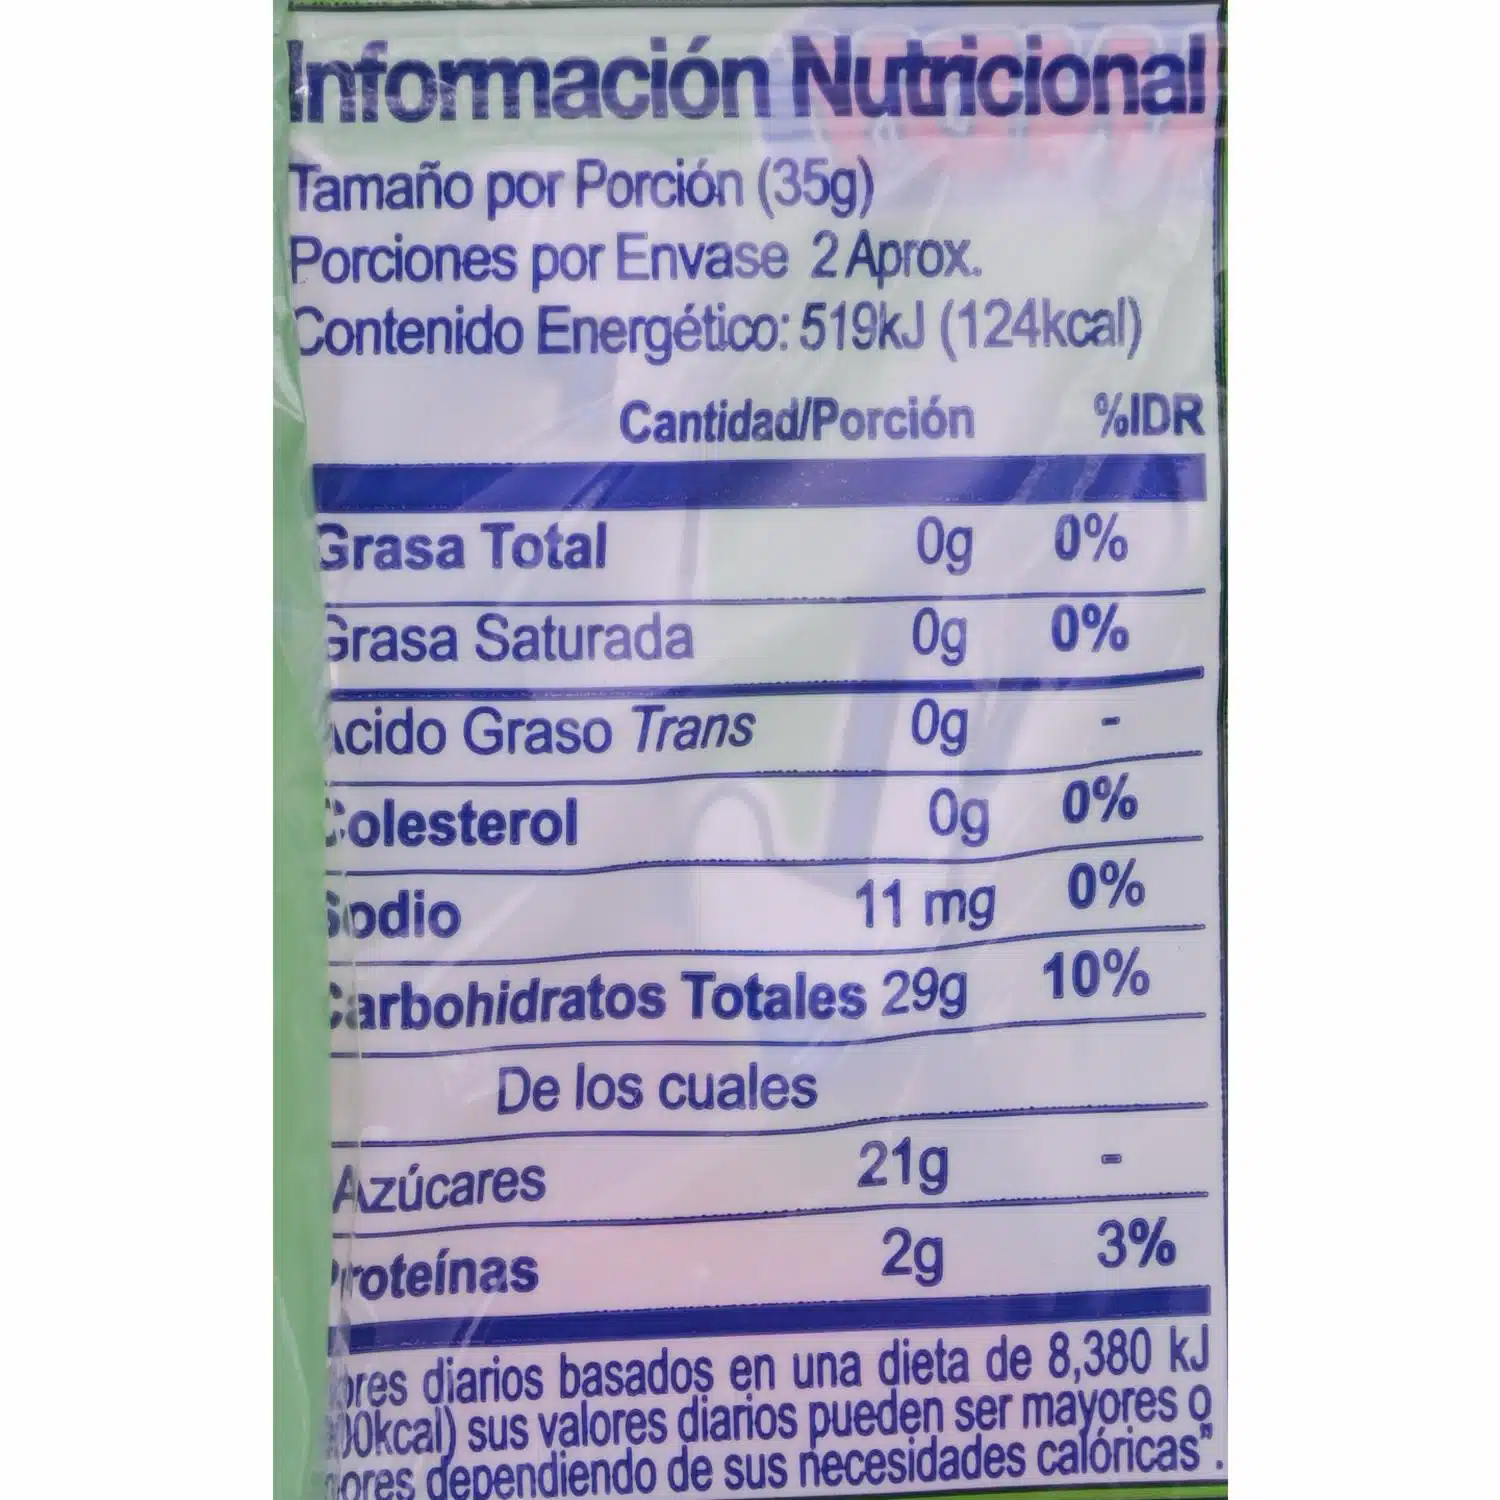 Información Nutricional
Tamaño por Porción (35g)
Porciones por Envase 2 Aprox.
Contenido Energético: 519kJ (124kcal)
Cantidad/Porción %IDR
Grasa Total 0g 0%
Grasa Saturada 0g 0%
Ácido Graso Trans 0g -
Colesterol 0g 0%
Sodio 11 mg 0%
Carbohidratos Totales 29g 10%
De los cuales
Azúcares 21g -
Proteínas 2g 3%
diarios basados en una dieta de 8,380 kJ
sus valores diarios pueden ser mayores o
dependiendo de sus necesidades calóricas".